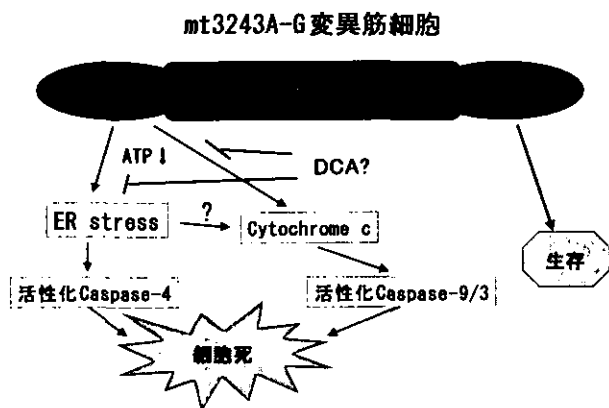 mt3243A-G変異筋細胞
ATP↓
DCA?
ER stress
?
Cytochrome c
生存
活性化Caspase-4
活性化Caspase-9/3
細胞死